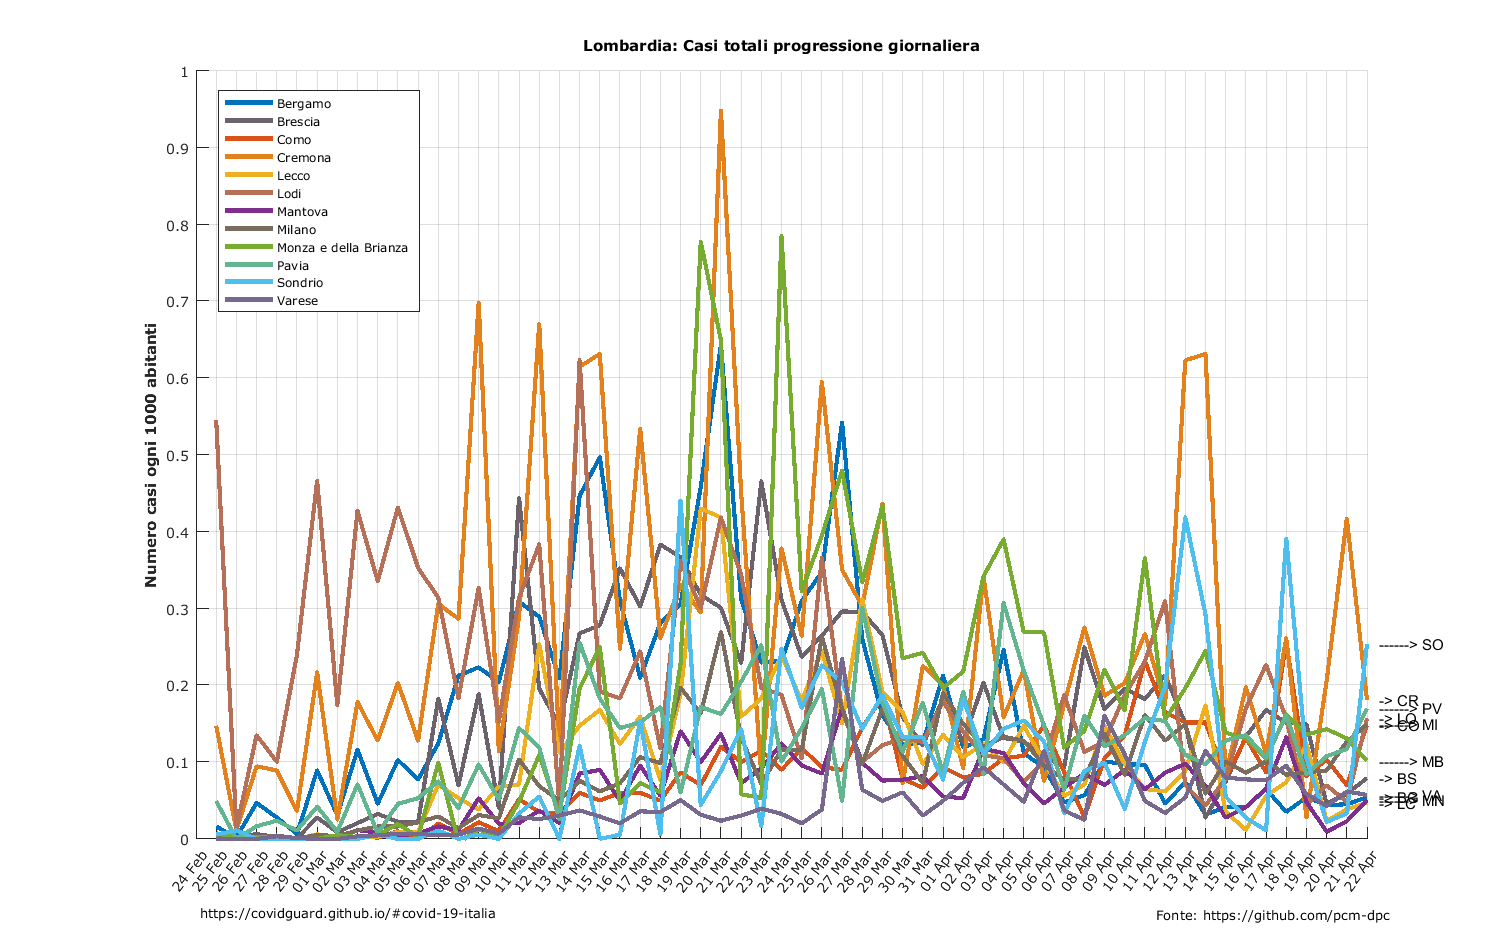 Lombardia: Casi totali progressione giornaliera
Numero casi ogni 1000 abitanti
1
0.9
0.8
0.7
0.6
0.5
0.4
0.3
0.2
0.1
0
Bergamo
Brescia
Como
Cremona
Lecco
Lodi
Mantova
Milano
Monza e della Brianza
Pavia
Sondrio
Varese
------> SO
-> CR
------> PV
-> LO
MI
------> MB
-> BS
VA
MN
24 Feb
25 Feb
26 Feb
27 Feb
28 Feb
29 Feb
01 Mar
02 Mar
03 Mar
04 Mar
05 Mar
06 Mar
07 Mar
08 Mar
09 Mar
10 Mar
11 Mar
12 Mar
13 Mar
14 Mar
15 Mar
16 Mar
17 Mar
18 Mar
19 Mar
20 Mar
21 Mar
22 Mar
23 Mar
24 Mar
25 Mar
26 Mar
27 Mar
28 Mar
29 Mar
30 Mar
31 Mar
01 Apr
02 Apr
03 Apr
04 Apr
05 Apr
06 Apr
07 Apr
08 Apr
09 Apr
10 Apr
11 Apr
12 Apr
13 Apr
14 Apr
15 Apr
16 Apr
17 Apr
18 Apr
19 Apr
20 Apr
21 Apr
22 Apr
https://covidguard.github.io/#covid-19-italia
Fonte: https://github.com/pcm-dpc